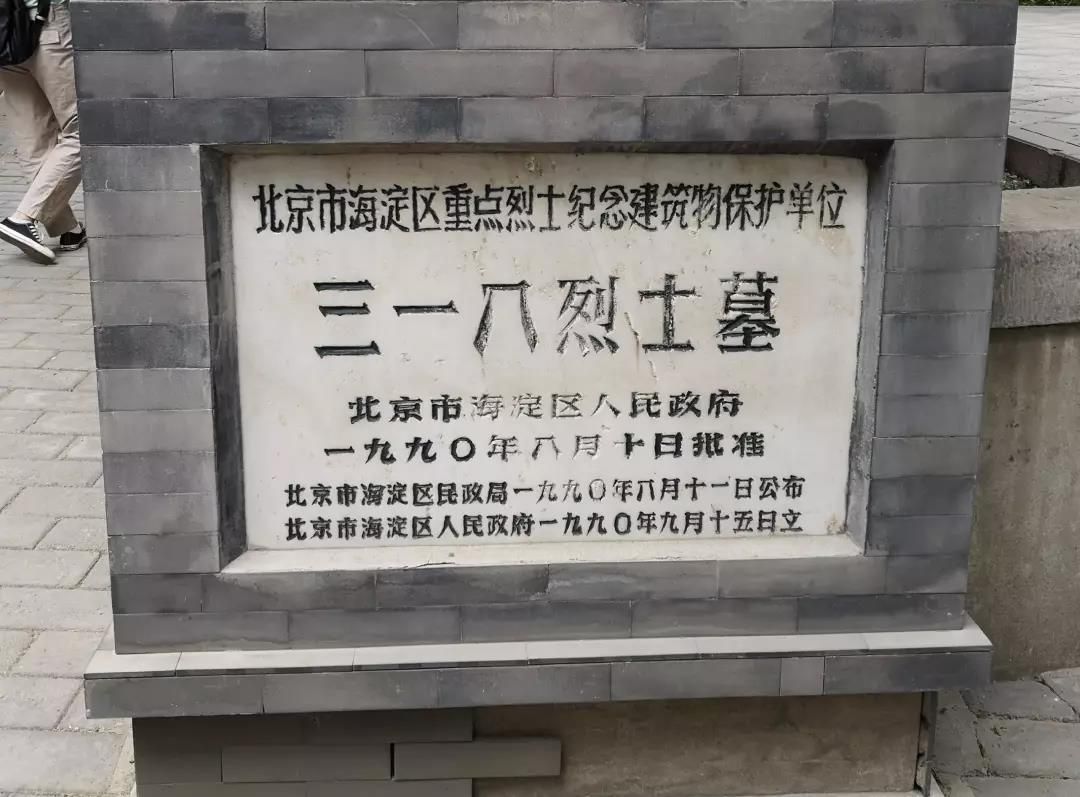 北京市海淀区重点烈士纪念建筑物保护单位
三一八烈士墓
北京市海淀区人民政府
一九九〇年八月十日批准
北京市海淀区民政局一九九〇年八月十一日公布
北京市海淀区人民政府一九九〇年九月十五日立